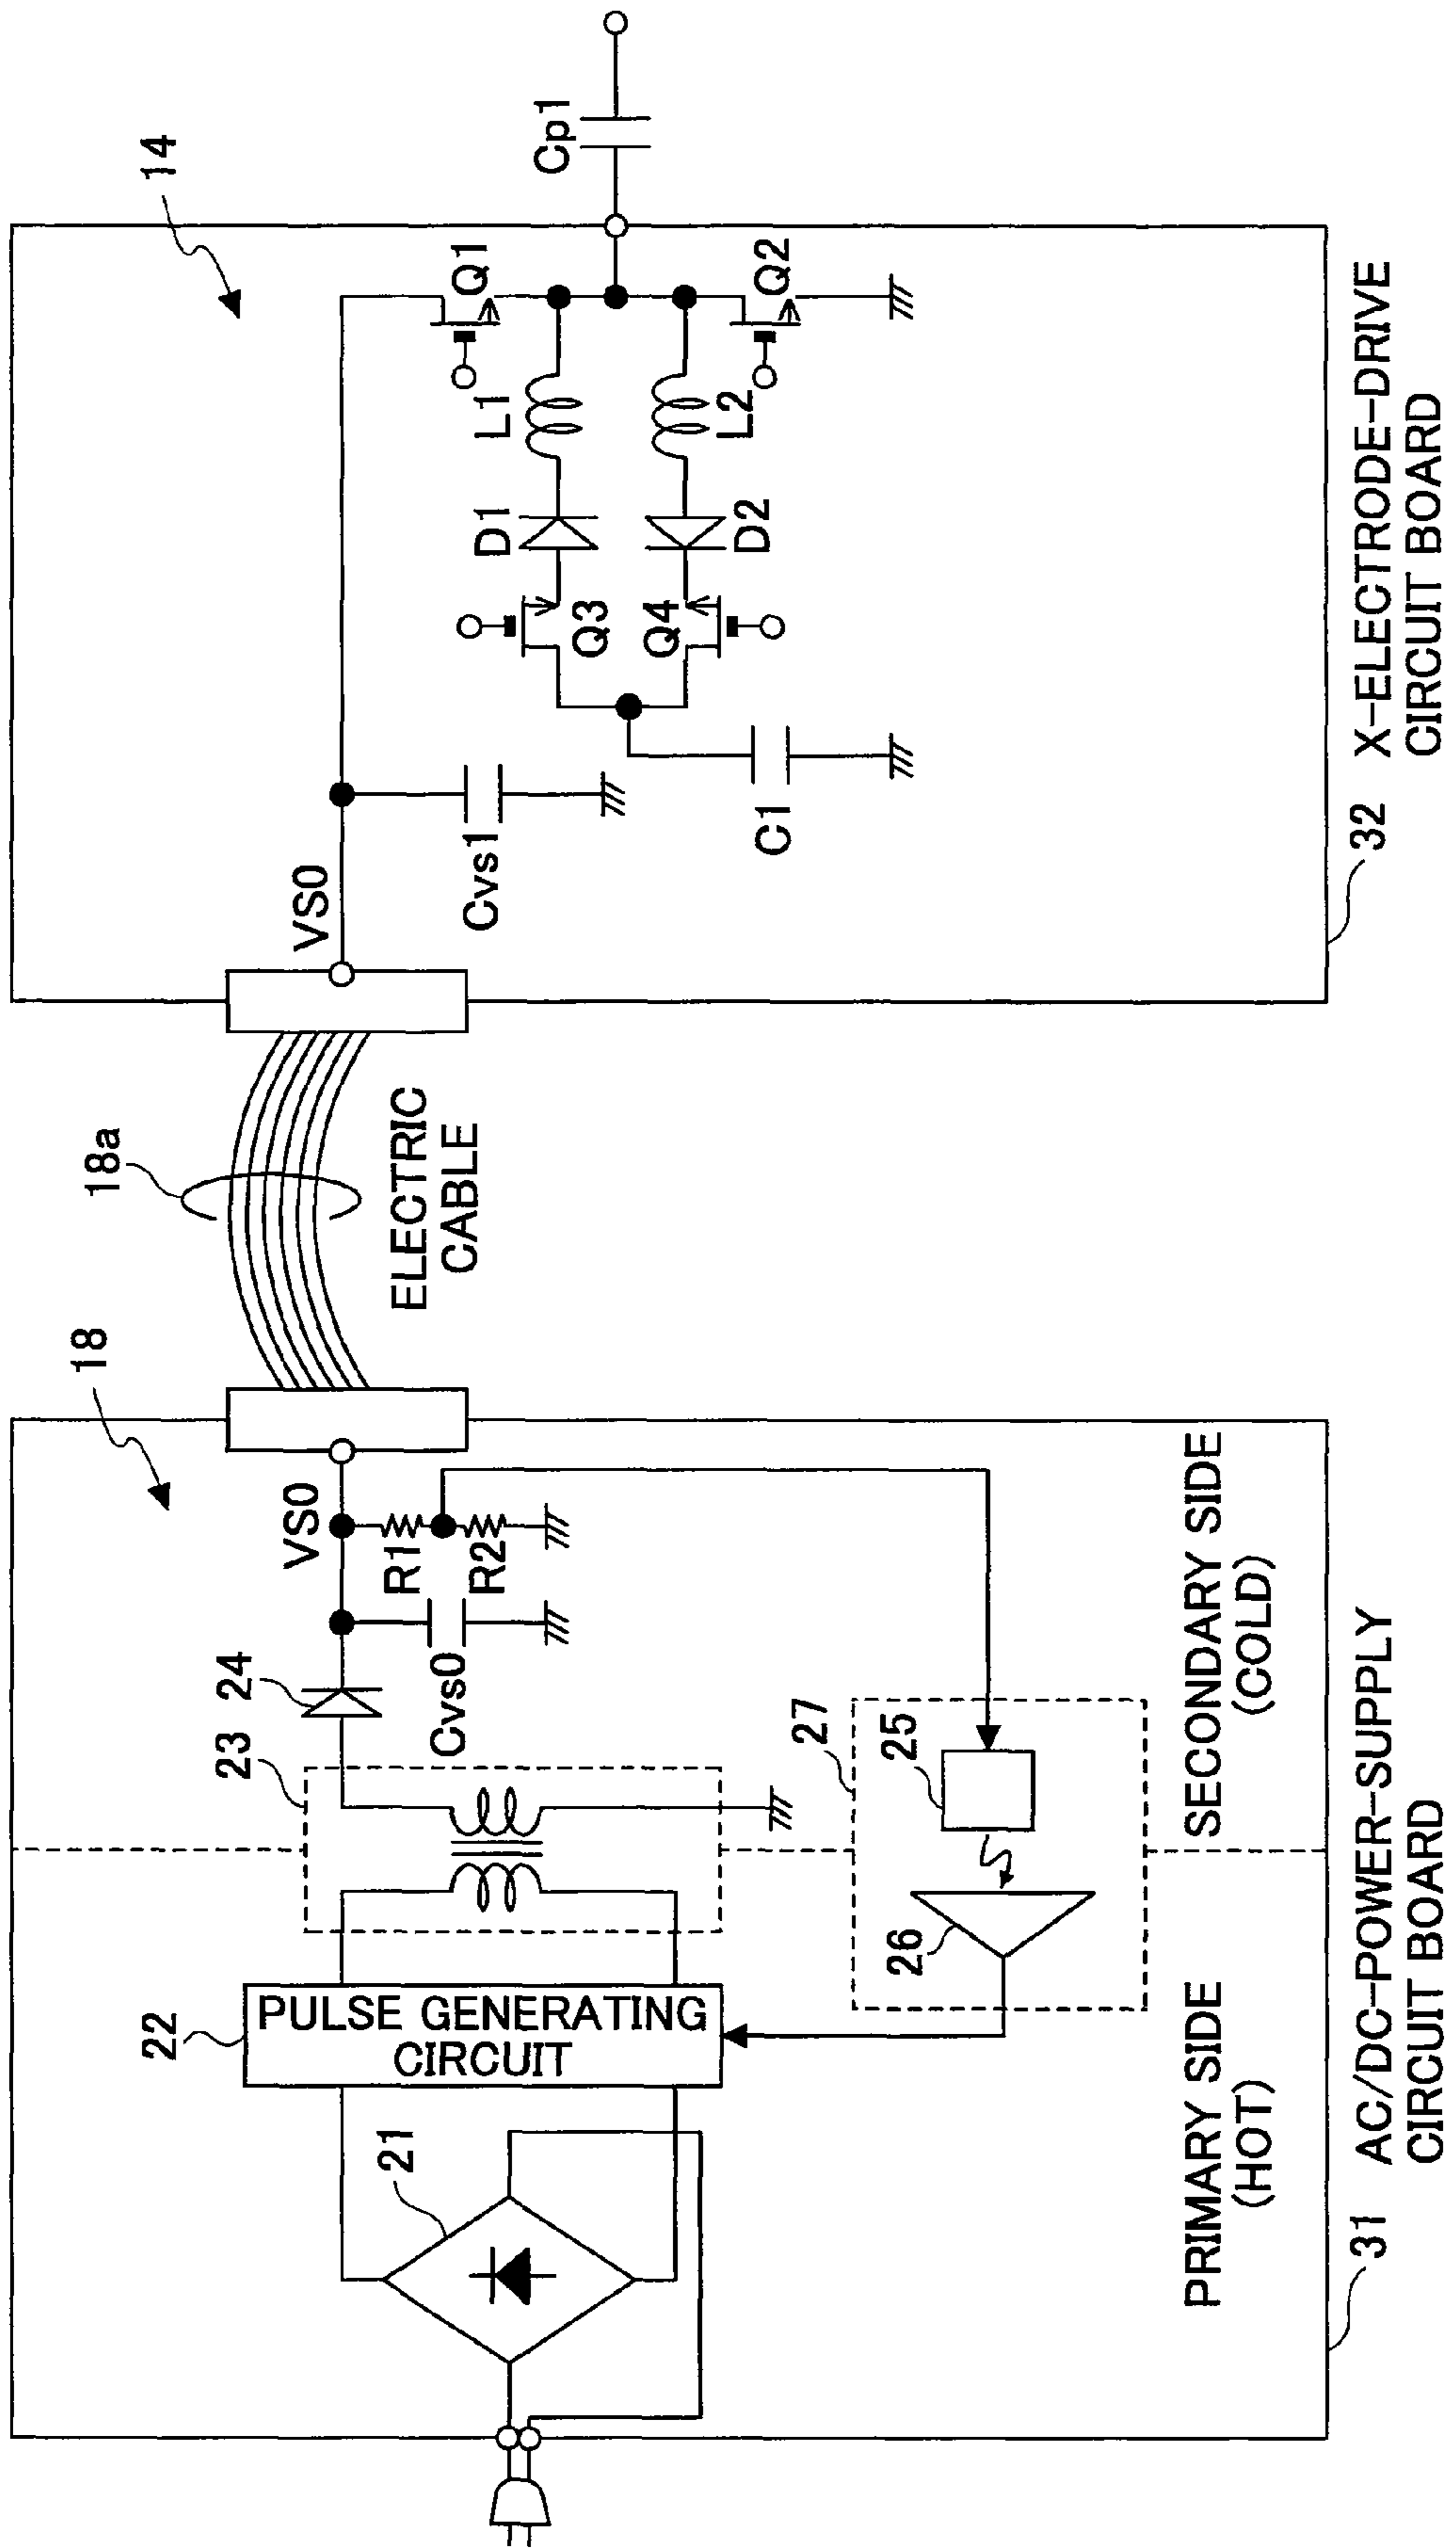 18
18a
14
23
24
VS0
VS0
22
PULSE GENERATING
CIRCUIT
21
Cvs0
R1
R2
ELECTRIC
CABLE
Cvs1
Q1
L1
D1
Q3
Cp1
Q4
D2
L2
Q2
C1
27
25
26
PRIMARY SIDE
(HOT)
SECONDARY SIDE
(COLD)
31
AC/DC-POWER-SUPPLY
CIRCUIT BOARD
32
X-ELECTRODE-DRIVE
CIRCUIT BOARD